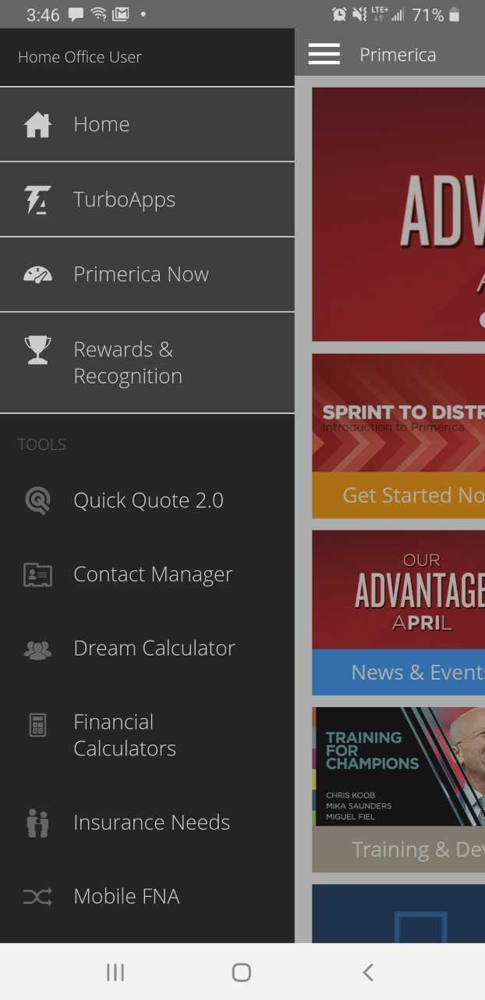 3:46
LTE+
71%
Home Office User
Primerica
Home
TurboApps
Primerica Now
Rewards &
Recognition
TOOLS
Quick Quote 2.0
Contact Manager
Dream Calculator
Financial
Calculators
Insurance Needs
Mobile FNA
ADV
A
SPRINT TO DISTR
Introduction to Primerica
Get Started No
OUR
ADVANTAGE
APRIL
News & Events
TRAINING
FOR
CHAMPIONS
CHRIS KOOB
MIKA SAUNDERS
MIGUEL FIEL
Training & Dev